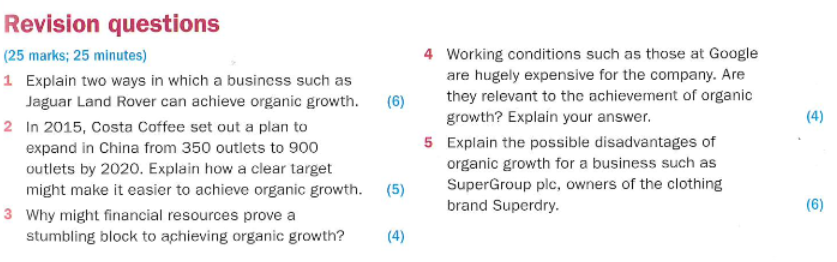 Revision questions
(25 marks; 25 minutes)
1 Explain two ways in which a business such as
Jaguar Land Rover can achieve organic growth. (6)
2 In 2015, Costa Coffee set out a plan to
expand in China from 350 outlets to 900
outlets by 2020. Explain how a clear target
might make it easier to achieve organic growth. (5)
3 Why might financial resources prove a
stumbling block to achieving organic growth? (4)
4 Working conditions such as those at Google
are hugely expensive for the company. Are
they relevant to the achievement of organic
growth? Explain your answer. (4)
5 Explain the possible disadvantages of
organic growth for a business such as
SuperGroup plc, owners of the clothing
brand Superdry. (6)